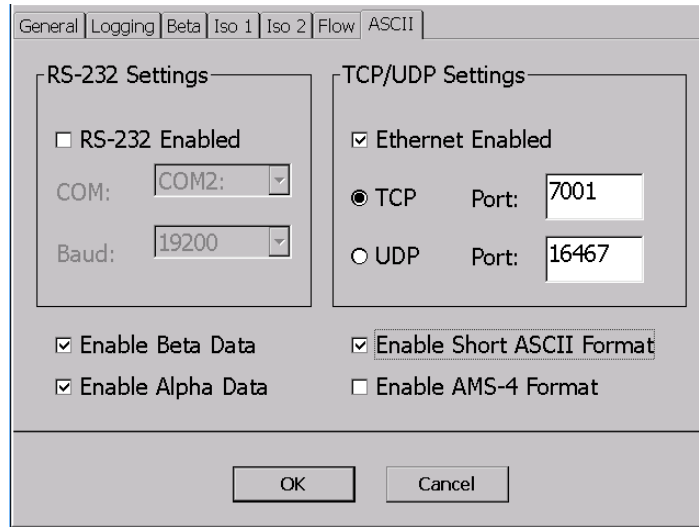 General Logging Beta Iso 1 Iso 2 Flow ASCII
RS-232 Settings
RS-232 Enabled
COM: COM2:
Baud: 19200
TCP/UDP Settings
Ethernet Enabled
TCP Port: 7001
UDP Port: 16467
Enable Beta Data
Enable Alpha Data
Enable Short ASCII Format
Enable AMS-4 Format
OK Cancel